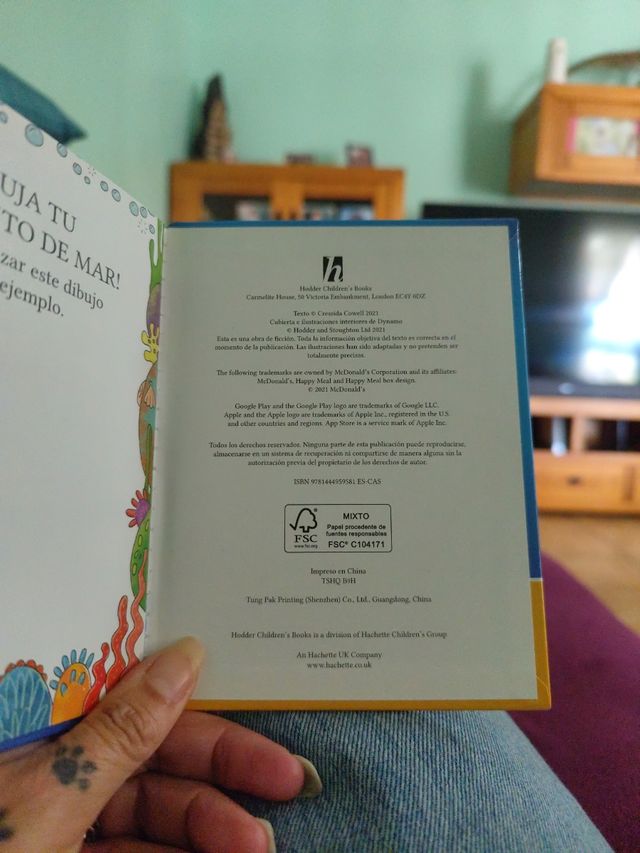 UJA TU
TO DE MAR!
zar este dibujo
ejemplo.
h
Hodder Children's Books
Carmelite House, 50 Victoria Embankment, London EC4Y 0DZ
Texto © Cressida Cowell 2021
Cubierta e ilustraciones interiores de Dynamo
© Hodder and Stoughton Ltd 2021
Esta es una obra de ficción. Toda la información objetiva del texto es correcta en el
momento de la publicación. Las ilustraciones han sido adaptadas y no pretenden ser
totalmente precisas.
The following trademarks are owned by McDonald's Corporation and its affiliates:
McDonald's, Happy Meal and Happy Meal box design.
© 2021 McDonald's
Google Play and the Google Play logo are trademarks of Google LLC.
Apple and the Apple logo are trademarks of Apple Inc., registered in the U.S.
and other countries and regions. App Store is a service mark of Apple Inc.
Todos los derechos reservados. Ninguna parte de esta publicación puede reproducirse,
almacenarse en un sistema de recuperación ni compartirse de manera alguna sin la
autorización previa del propietario de los derechos de autor.
ISBN 9781444959581 ES-CAS
FSC
www.fsc.org
MIXTO
Papel procedente de
fuentes responsables
FSC® C104171
Impreso en China
TSHQ B9H
Tung Pak Printing (Shenzhen) Co., Ltd., Guangdong, China
Hodder Children's Books is a division of Hachette Children's Group
An Hachette UK Company
www.hachette.co.uk